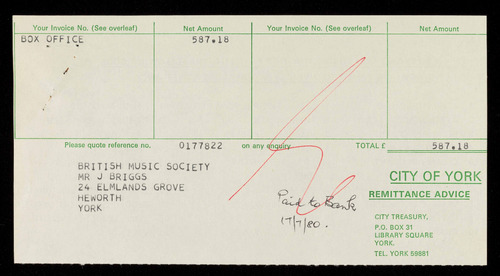 Your Invoice No. (See overleaf) Net Amount Your Invoice No. (See overleaf) Net Amount
BOX OFFICE 587.18
Please quote reference no. 0177822 on any enquiry TOTAL £ 587.18
BRITISH MUSIC SOCIETY
MR J BRIGGS
24 ELMLANDS GROVE
HEWORTH
YORK
Paid to Bank
17/7/80.
CITY OF YORK
REMITTANCE ADVICE
CITY TREASURY,
P.O. BOX 31
LIBRARY SQUARE
YORK.
TEL. YORK 59881